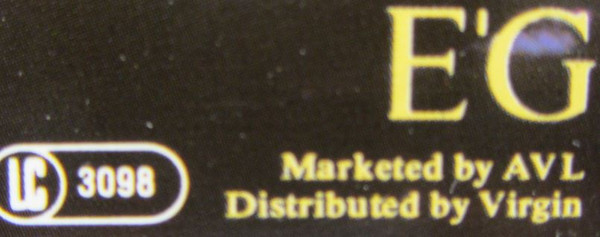 E'G
LC 3098
Marketed by AVL
Distributed by Virgin